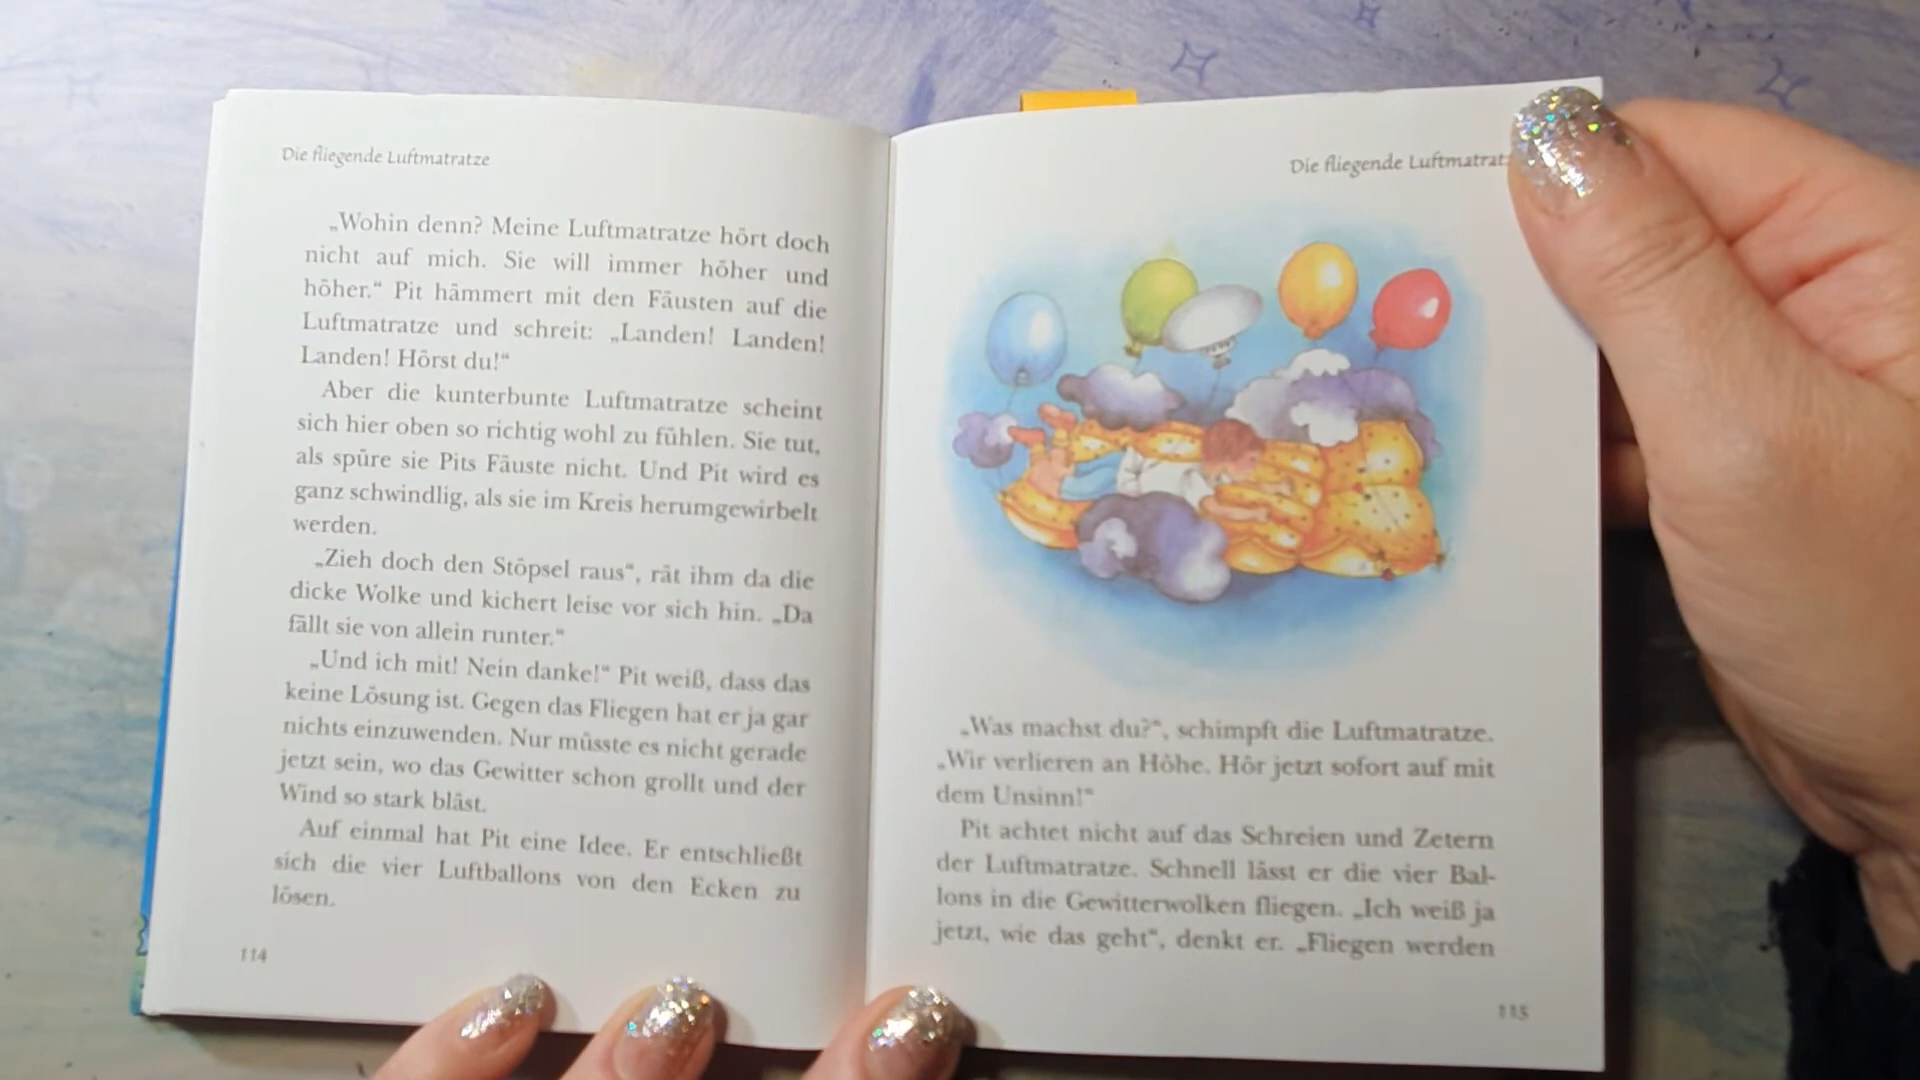 Die fliegende Luftmatratze
„Wohin denn? Meine Luftmatratze hört doch
nicht auf mich. Sie will immer höher und
höher.“ Pit hämmert mit den Fäusten auf die
Luftmatratze und schreit: „Landen! Landen!
Landen! Hörst du!“
Aber die kunterbunte Luftmatratze scheint
sich hier oben so richtig wohl zu fühlen. Sie tut,
als spüre sie Pits Fäuste nicht. Und Pit wird es
ganz schwindlig, als sie im Kreis herumgewirbelt
werden.
„Zieh doch den Stöpsel raus“, rät ihm da die
dicke Wolke und kichert leise vor sich hin. „Da
fällt sie von allein runter.“
„Und ich mit! Nein danke!“ Pit weiß, dass das
keine Lösung ist. Gegen das Fliegen hat er ja gar
nichts einzuwenden. Nur müsste es nicht gerade
jetzt sein, wo das Gewitter schon grollt und der
Wind so stark bläst.
Auf einmal hat Pit eine Idee. Er entschließt
sich die vier Luftballons von den Ecken zu
lösen.
114
Die fliegende Luftmatrat
„Was machst du?“, schimpft die Luftmatratze.
„Wir verlieren an Höhe. Hör jetzt sofort auf mit
dem Unsinn!“
Pit achtet nicht auf das Schreien und Zetern
der Luftmatratze. Schnell lässt er die vier Bal-
lons in die Gewitterwolken fliegen. „Ich weiß ja
jetzt, wie das geht“, denkt er. „Fliegen werden
115